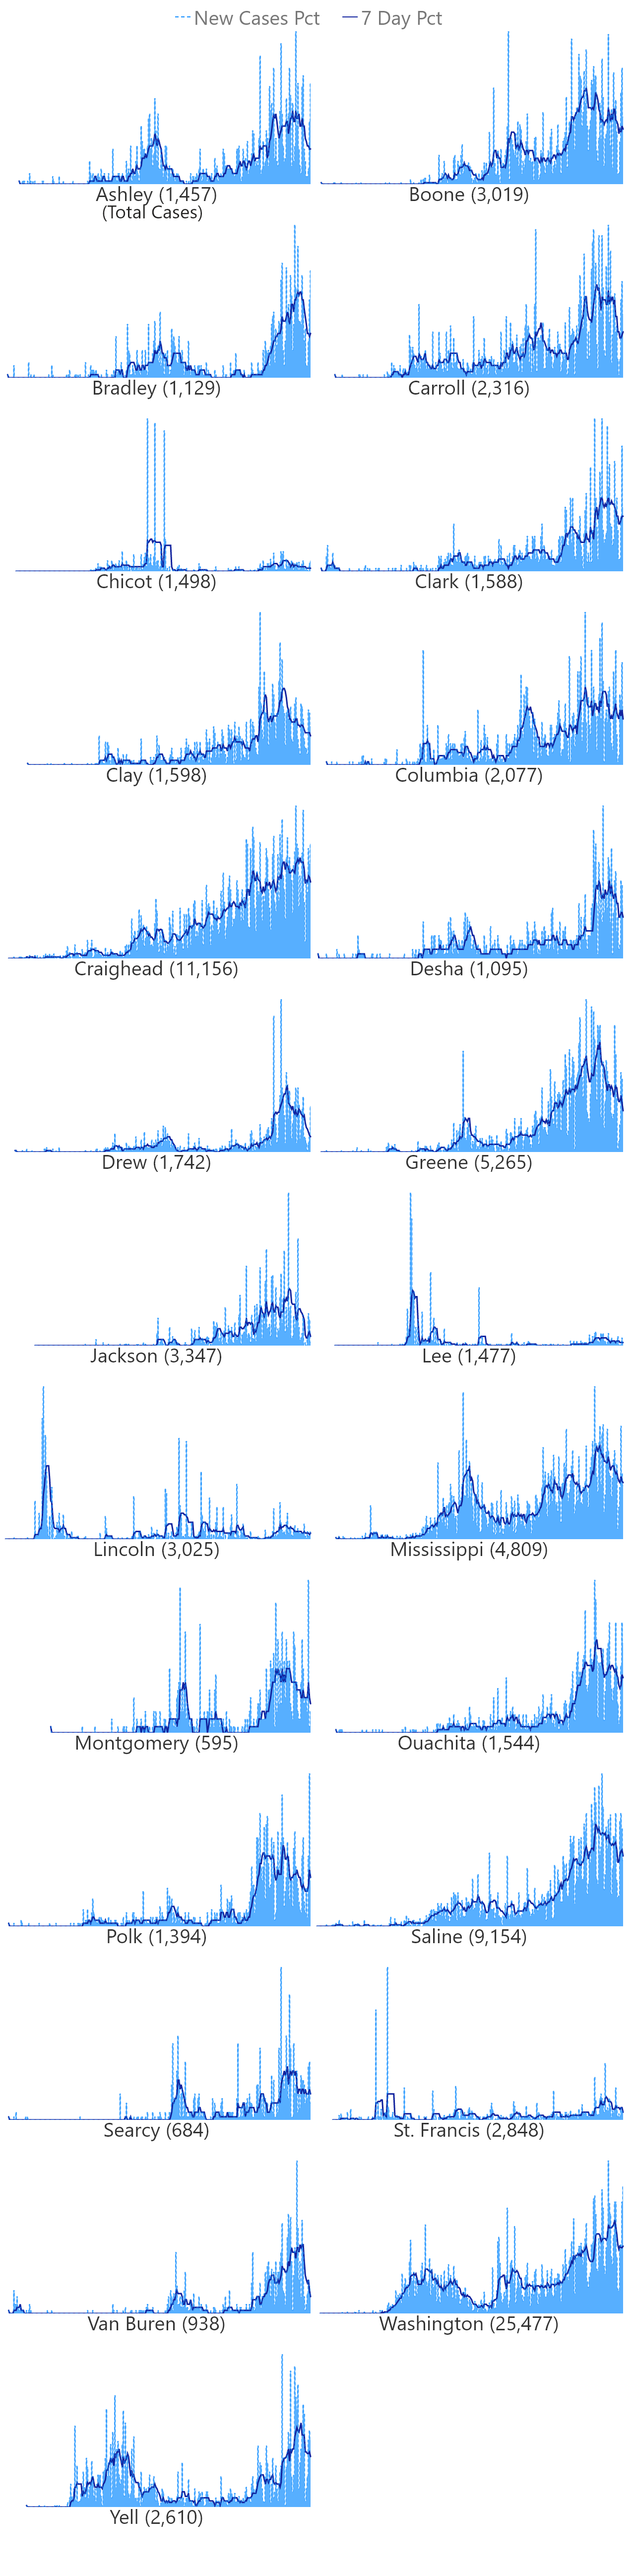 New Cases Pct 7 Day Pct
Ashley (1,457)
(Total Cases)
Boone (3,019)
Bradley (1,129)
Carroll (2,316)
Chicot (1,498)
Clark (1,588)
Clay (1,598)
Columbia (2,077)
Craighead (11,156)
Desha (1,095)
Drew (1,742)
Greene (5,265)
Jackson (3,347)
Lee (1,477)
Lincoln (3,025)
Mississippi (4,809)
Montgomery (595)
Ouachita (1,544)
Polk (1,394)
Saline (9,154)
Searcy (684)
St. Francis (2,848)
Van Buren (938)
Washington (25,477)
Yell (2,610)